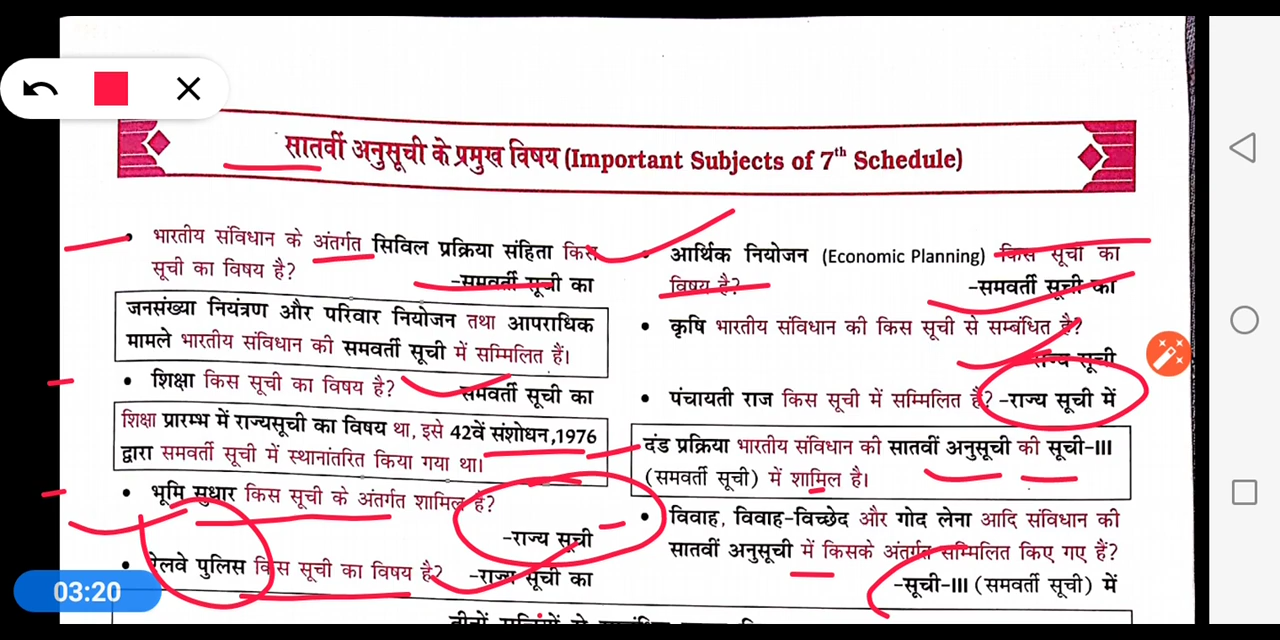 सातवीं अनुसूची के प्रमुख विषय (Important Subjects of 7th Schedule)
• भारतीय संविधान के अंतर्गत सिविल प्रक्रिया संहिता किस
सूची का विषय है?
-समवर्ती सूची का
जनसंख्या नियंत्रण और परिवार नियोजन तथा आपराधिक
मामले भारतीय संविधान की समवर्ती सूची में सम्मिलित हैं।
• शिक्षा किस सूची का विषय है? समवर्ती सूची का
शिक्षा प्रारम्भ में राज्यसूची का विषय था, इसे 42वें संशोधन,1976
द्वारा समवर्ती सूची में स्थानांतरित किया गया था।
• भूमि सुधार किस सूची के अंतर्गत शामिल है?
-राज्य सूची
• रेलवे पुलिस किस सूची का विषय है? -राज्य सूची का
• आर्थिक नियोजन (Economic Planning) किस सूची का
विषय है?
-समवर्ती सूची का
• कृषि भारतीय संविधान की किस सूची से सम्बंधित है?
राज्य सूची
• पंचायती राज किस सूची में सम्मिलित है? -राज्य सूची में
दंड प्रक्रिया भारतीय संविधान की सातवीं अनुसूची की सूची-III
(समवर्ती सूची) में शामिल है।
• विवाह, विवाह-विच्छेद और गोद लेना आदि संविधान की
सातवीं अनुसूची में किसके अंतर्गत सम्मिलित किए गए हैं?
-सूची-III (समवर्ती सूची) में
03:20